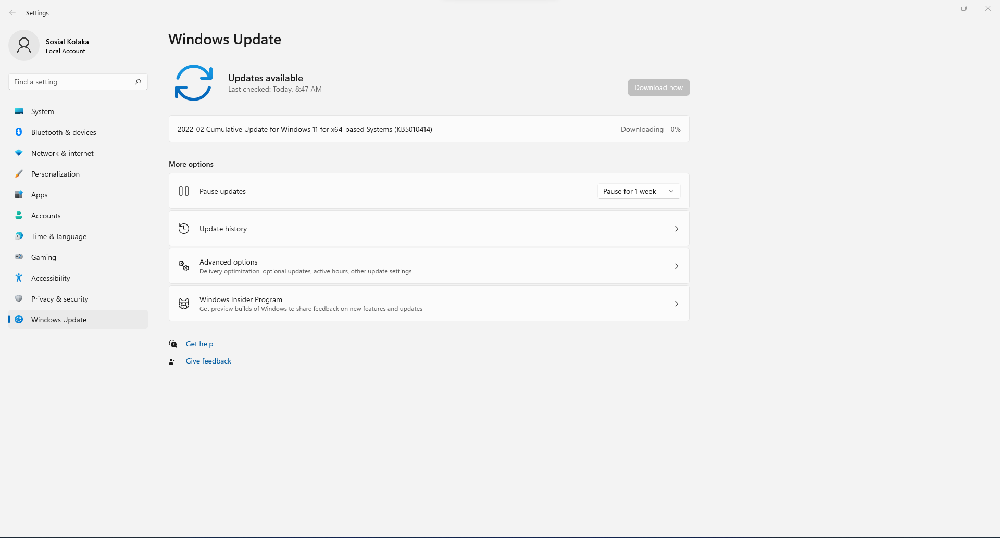 Settings
Sosial Kolaka
Local Account
Find a setting
System
Bluetooth & devices
Network & internet
Personalization
Apps
Accounts
Time & language
Gaming
Accessibility
Privacy & security
Windows Update
Windows Update
Updates available
Last checked: Today, 8:47 AM
Download now
2022-02 Cumulative Update for Windows 11 for x64-based Systems (KB5010414)
Downloading - 0%
More options
Pause updates
Pause for 1 week
Update history
Advanced options
Delivery optimization, optional updates, active hours, other update settings
Windows Insider Program
Get preview builds of Windows to share feedback on new features and updates
Get help
Give feedback